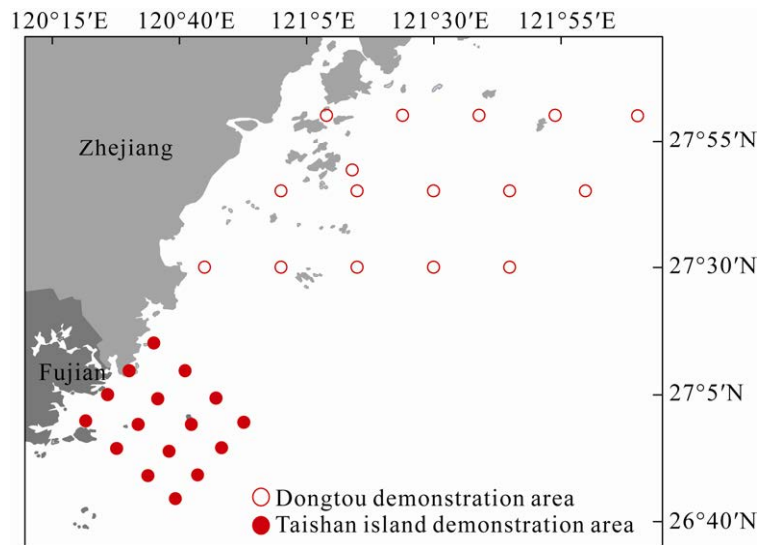 120°15′E 120°40′E 121°5′E 121°30′E 121°55′E
Zhejiang
27°55′N
27°30′N
Fujian
27°5′N
Dongtou demonstration area
Taishan island demonstration area
26°40′N